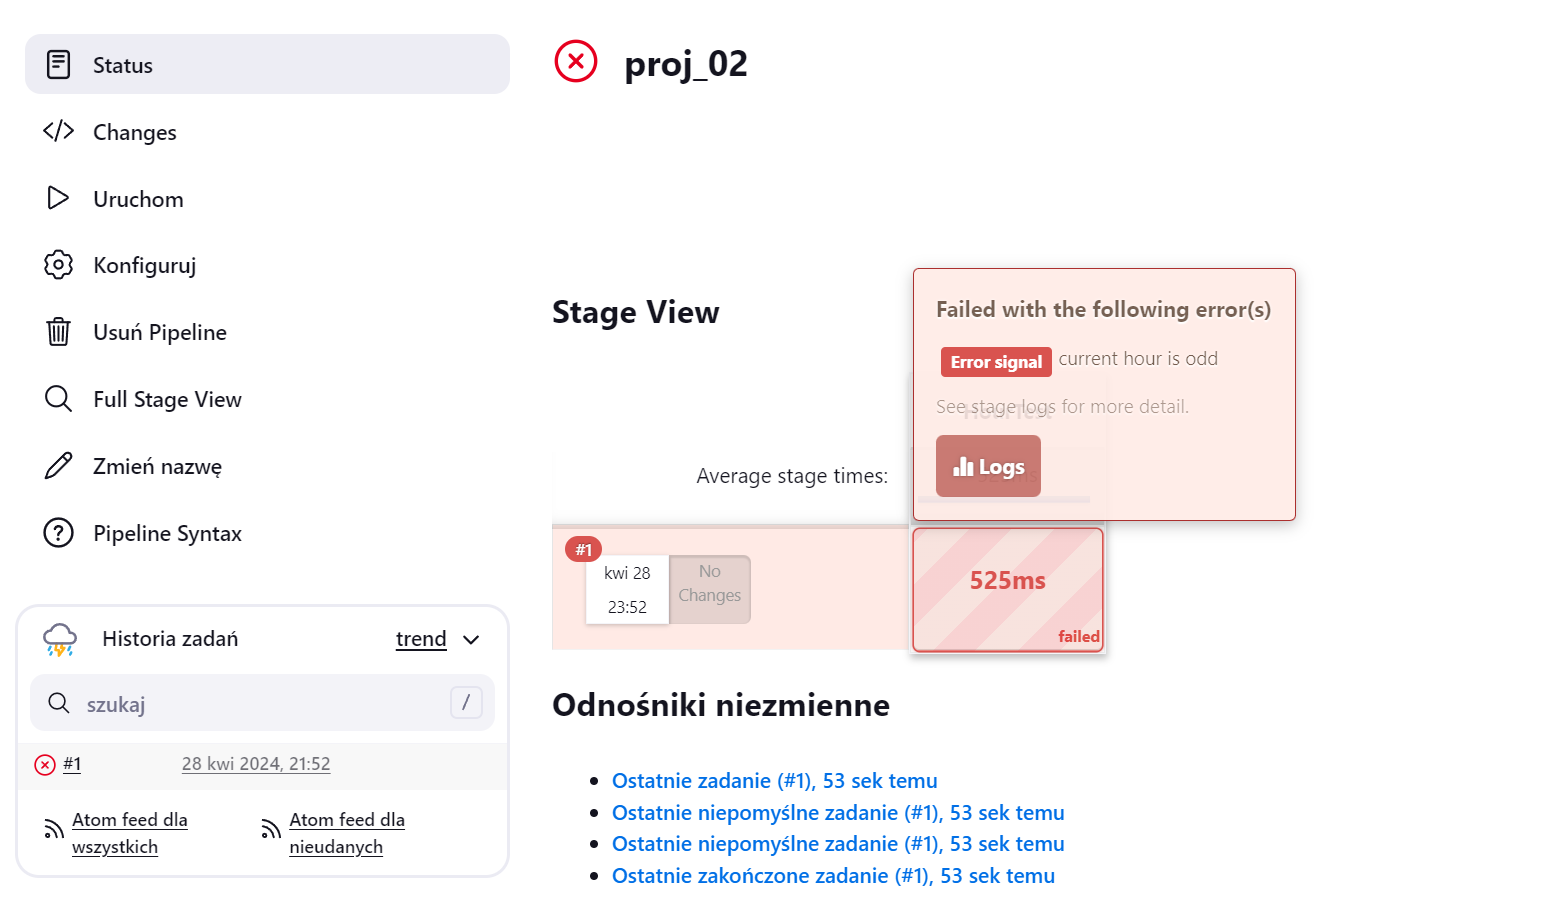 Status
Changes
Uruchom
Konfiguruj
Usuń Pipeline
Full Stage View
Zmień nazwę
Pipeline Syntax
Historia zadań
trend
szukaj
/
#1
28 kwi 2024, 21:52
Atom feed dla
wszystkich
Atom feed dla
nieudanych
proj_02
Stage View
Failed with the following error(s)
Error signal current hour is odd
See stage logs for more detail.
Logs
Average stage times:
#1
kwi 28
23:52
No
Changes
525ms
failed
Odnośniki niezmienne
Ostatnie zadanie (#1), 53 sek temu
Ostatnie niepomyślne zadanie (#1), 53 sek temu
Ostatnie niepomyślne zadanie (#1), 53 sek temu
Ostatnie zakończone zadanie (#1), 53 sek temu